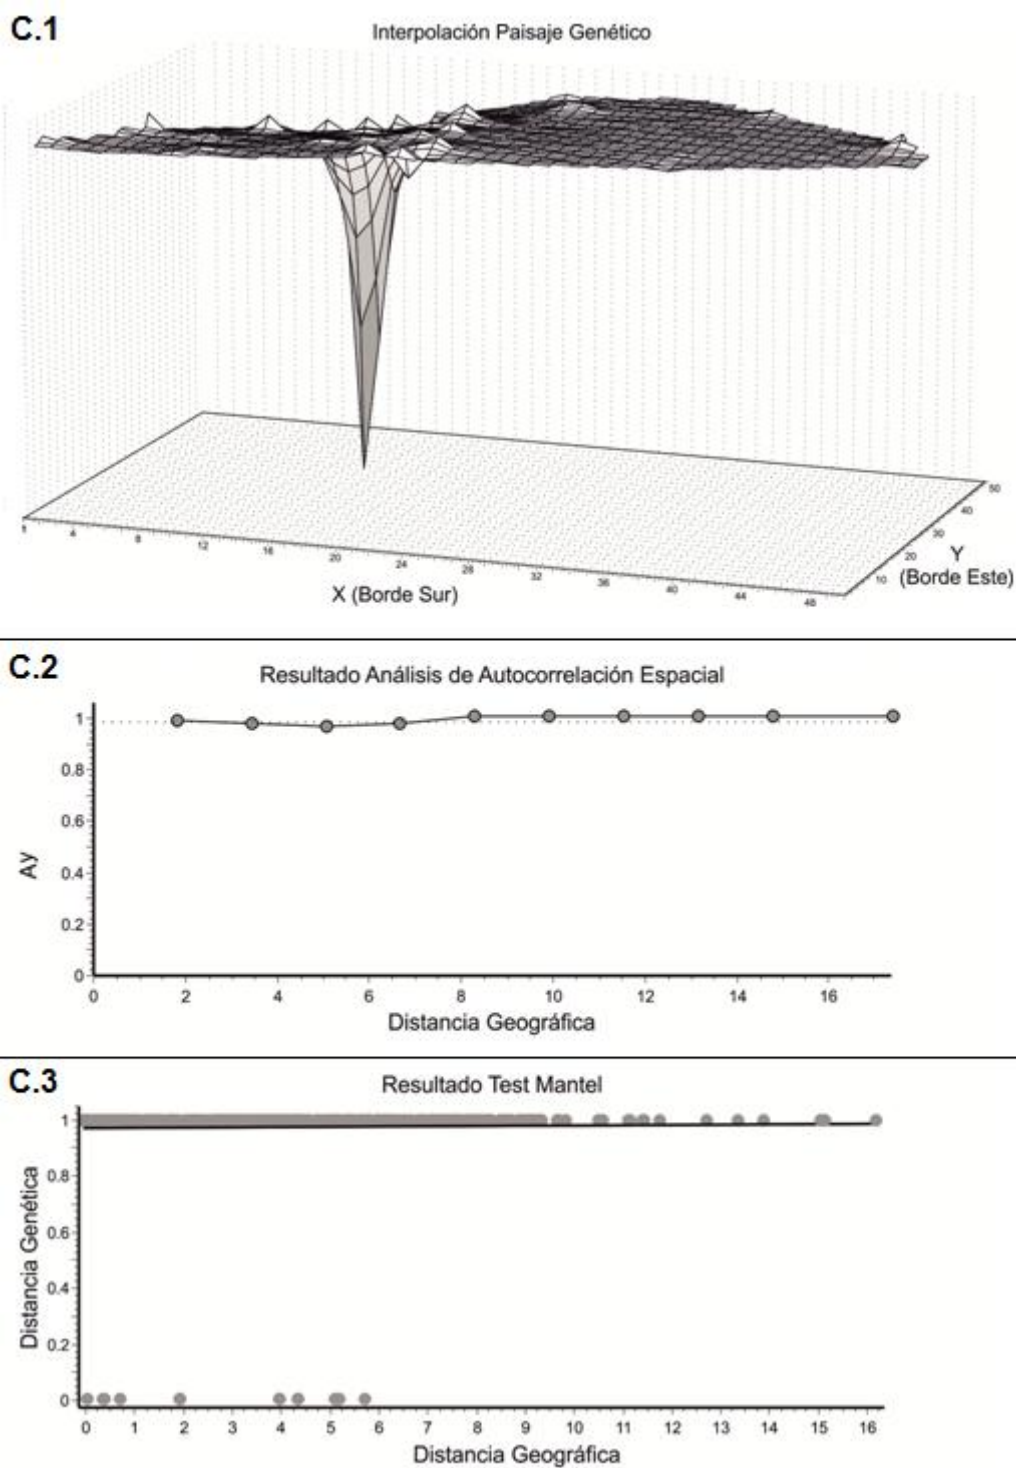 C.1
Interpolación Paisaje Genético
1 4 8 12 16 20 24 28 32 36 40 44 48
X (Borde Sur)
10 20 30 40 50
Y
(Borde Este)
C.2
Resultado Análisis de Autocorrelación Espacial
1
0.8
0.6
0.4
0.2
0
Ay
0 2 4 6 8 10 12 14 16
Distancia Geográfica
C.3
Resultado Test Mantel
1
0.8
0.6
0.4
0.2
0
Distancia Genética
0 1 2 3 4 5 6 7 8 9 10 11 12 13 14 15 16
Distancia Geográfica